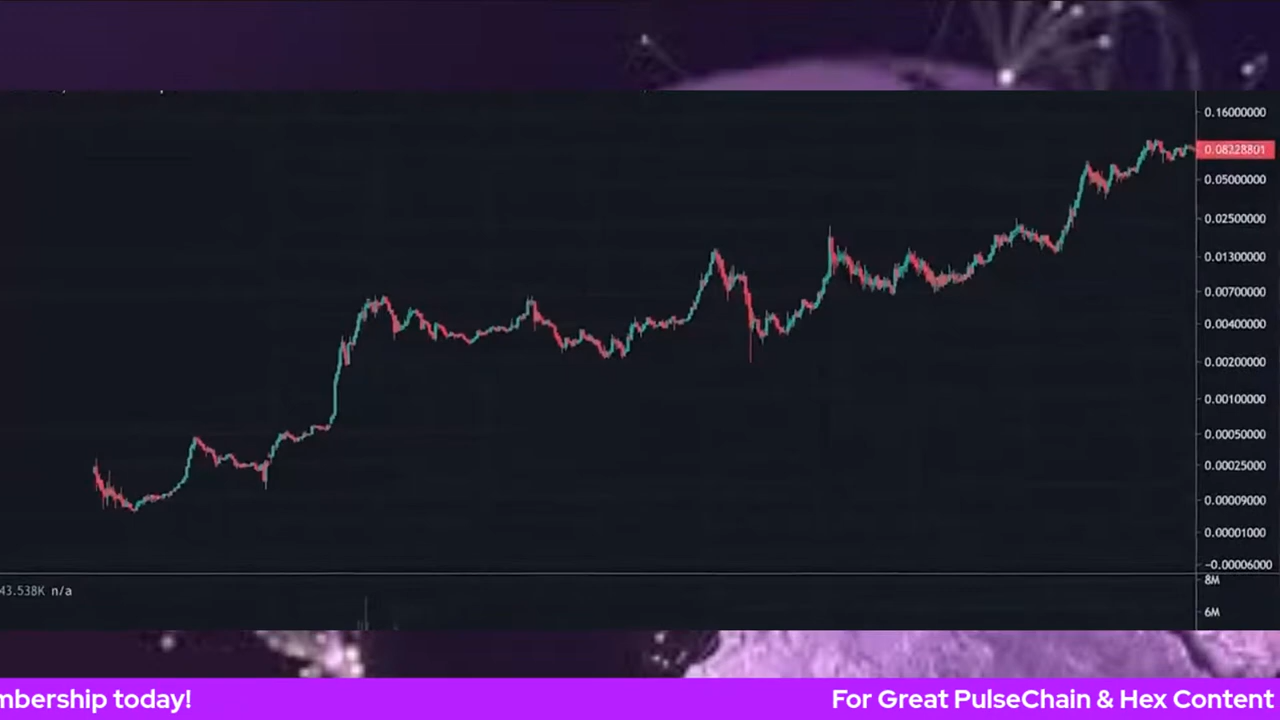 0.16000000
0.08228801
0.05000000
0.02500000
0.01300000
0.00700000
0.00400000
0.00200000
0.00100000
0.00050000
0.00025000
0.00009000
0.00001000
−0.00006000
8M
43.538K n/a
6M
mbership today!
For Great PulseChain & Hex Content